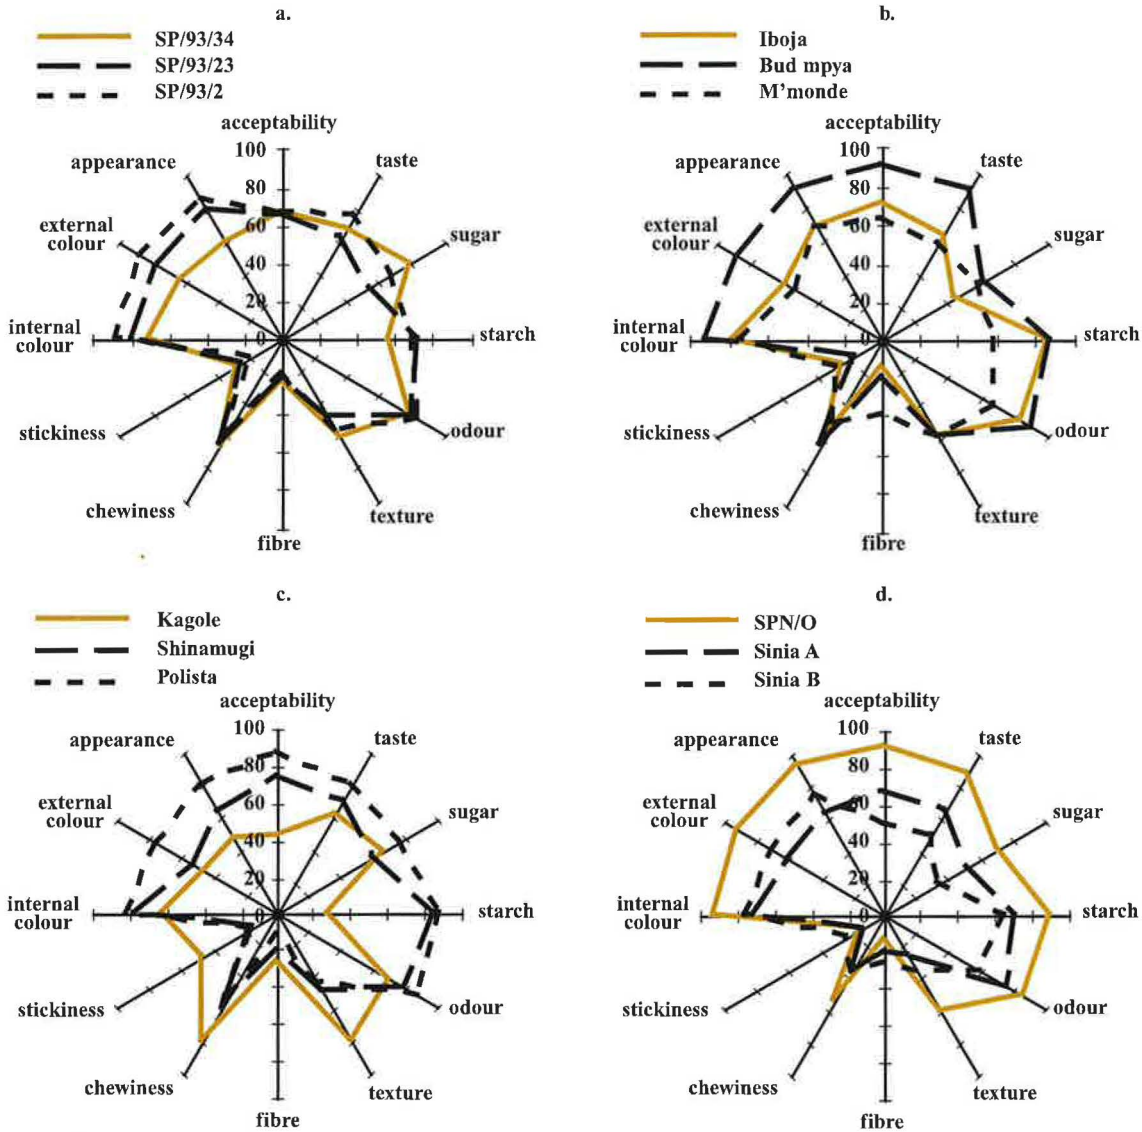 a.
SP/93/34
SP/93/23
SP/93/2
acceptability
100
appearance
taste
80
external
colour
60
sugar
40
20
internal
colour
0
starch
stickiness
odour
chewiness
texture
fibre
b.
Iboja
Bud mpya
M'monde
acceptability
100
appearance
taste
80
external
colour
60
sugar
40
20
internal
colour
0
starch
stickiness
odour
chewiness
texture
fibre
c.
Kagole
Shinamugi
Polista
acceptability
100
appearance
taste
80
external
colour
60
sugar
40
20
internal
colour
0
starch
stickiness
odour
chewiness
texture
fibre
d.
SPN/O
Sinia A
Sinia B
acceptability
100
appearance
taste
80
external
colour
60
sugar
40
20
internal
colour
0
starch
stickiness
odour
chewiness
texture
fibre